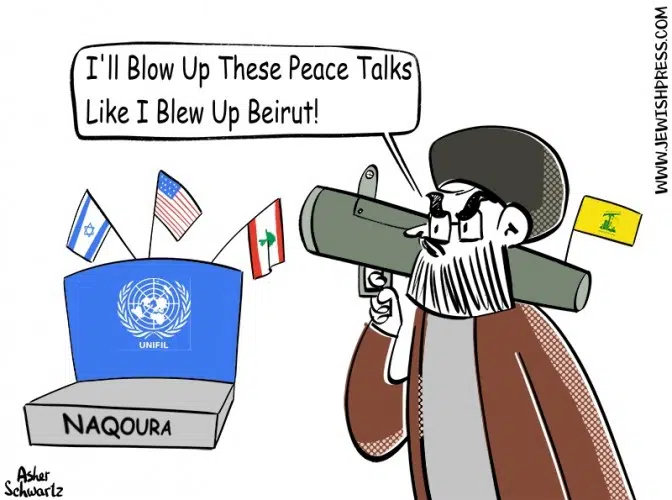 I'll Blow Up These Peace Talks
Like I Blew Up Beirut!
WWW.JEWISHPRESS.COM
UNIFIL
NAQOURA
Asher
Schwartz